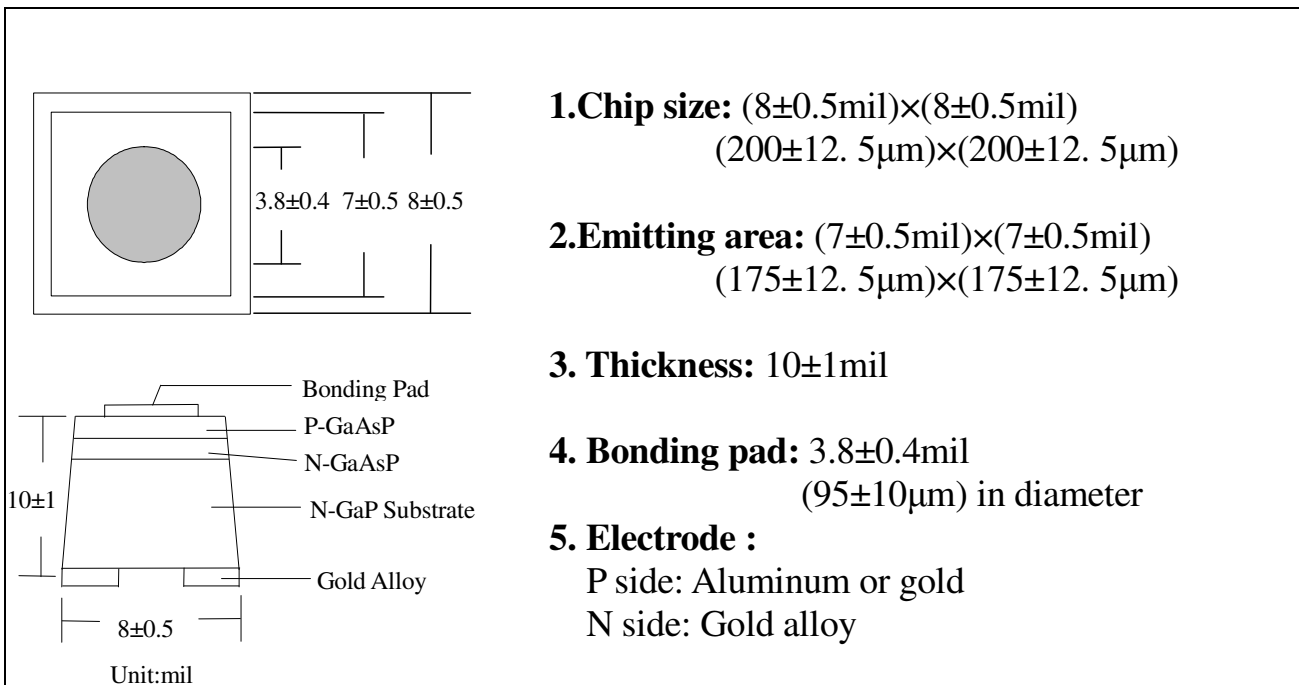 3.8±0.4 7±0.5 8±0.5
Bonding Pad
P-GaAsP
N-GaAsP
10±1
N-GaP Substrate
Gold Alloy
8±0.5
Unit:mil
1.Chip size: (8±0.5mil)×(8±0.5mil)
(200±12. 5μm)×(200±12. 5μm)
2.Emitting area: (7±0.5mil)×(7±0.5mil)
(175±12. 5μm)×(175±12. 5μm)
3. Thickness: 10±1mil
4. Bonding pad: 3.8±0.4mil
(95±10μm) in diameter
5. Electrode :
P side: Aluminum or gold
N side: Gold alloy